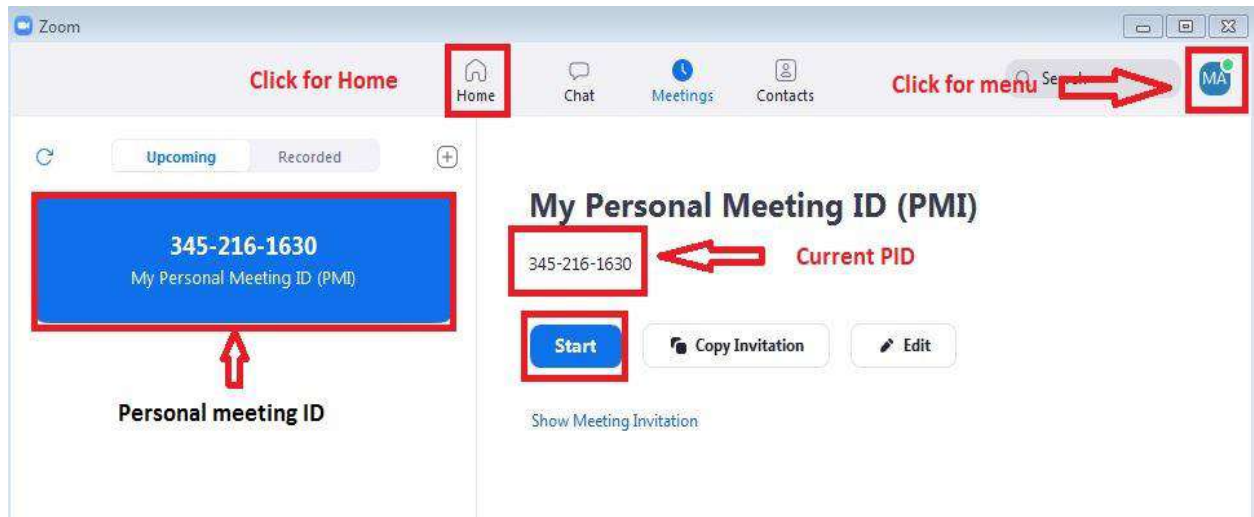 Zoom
Click for Home
Home
Chat
Meetings
Contacts
Click for menu
MA
Upcoming
Recorded
345-216-1630
My Personal Meeting ID (PMI)
Personal meeting ID
My Personal Meeting ID (PMI)
345-216-1630
Current PID
Start
Copy Invitation
Edit
Show Meeting Invitation